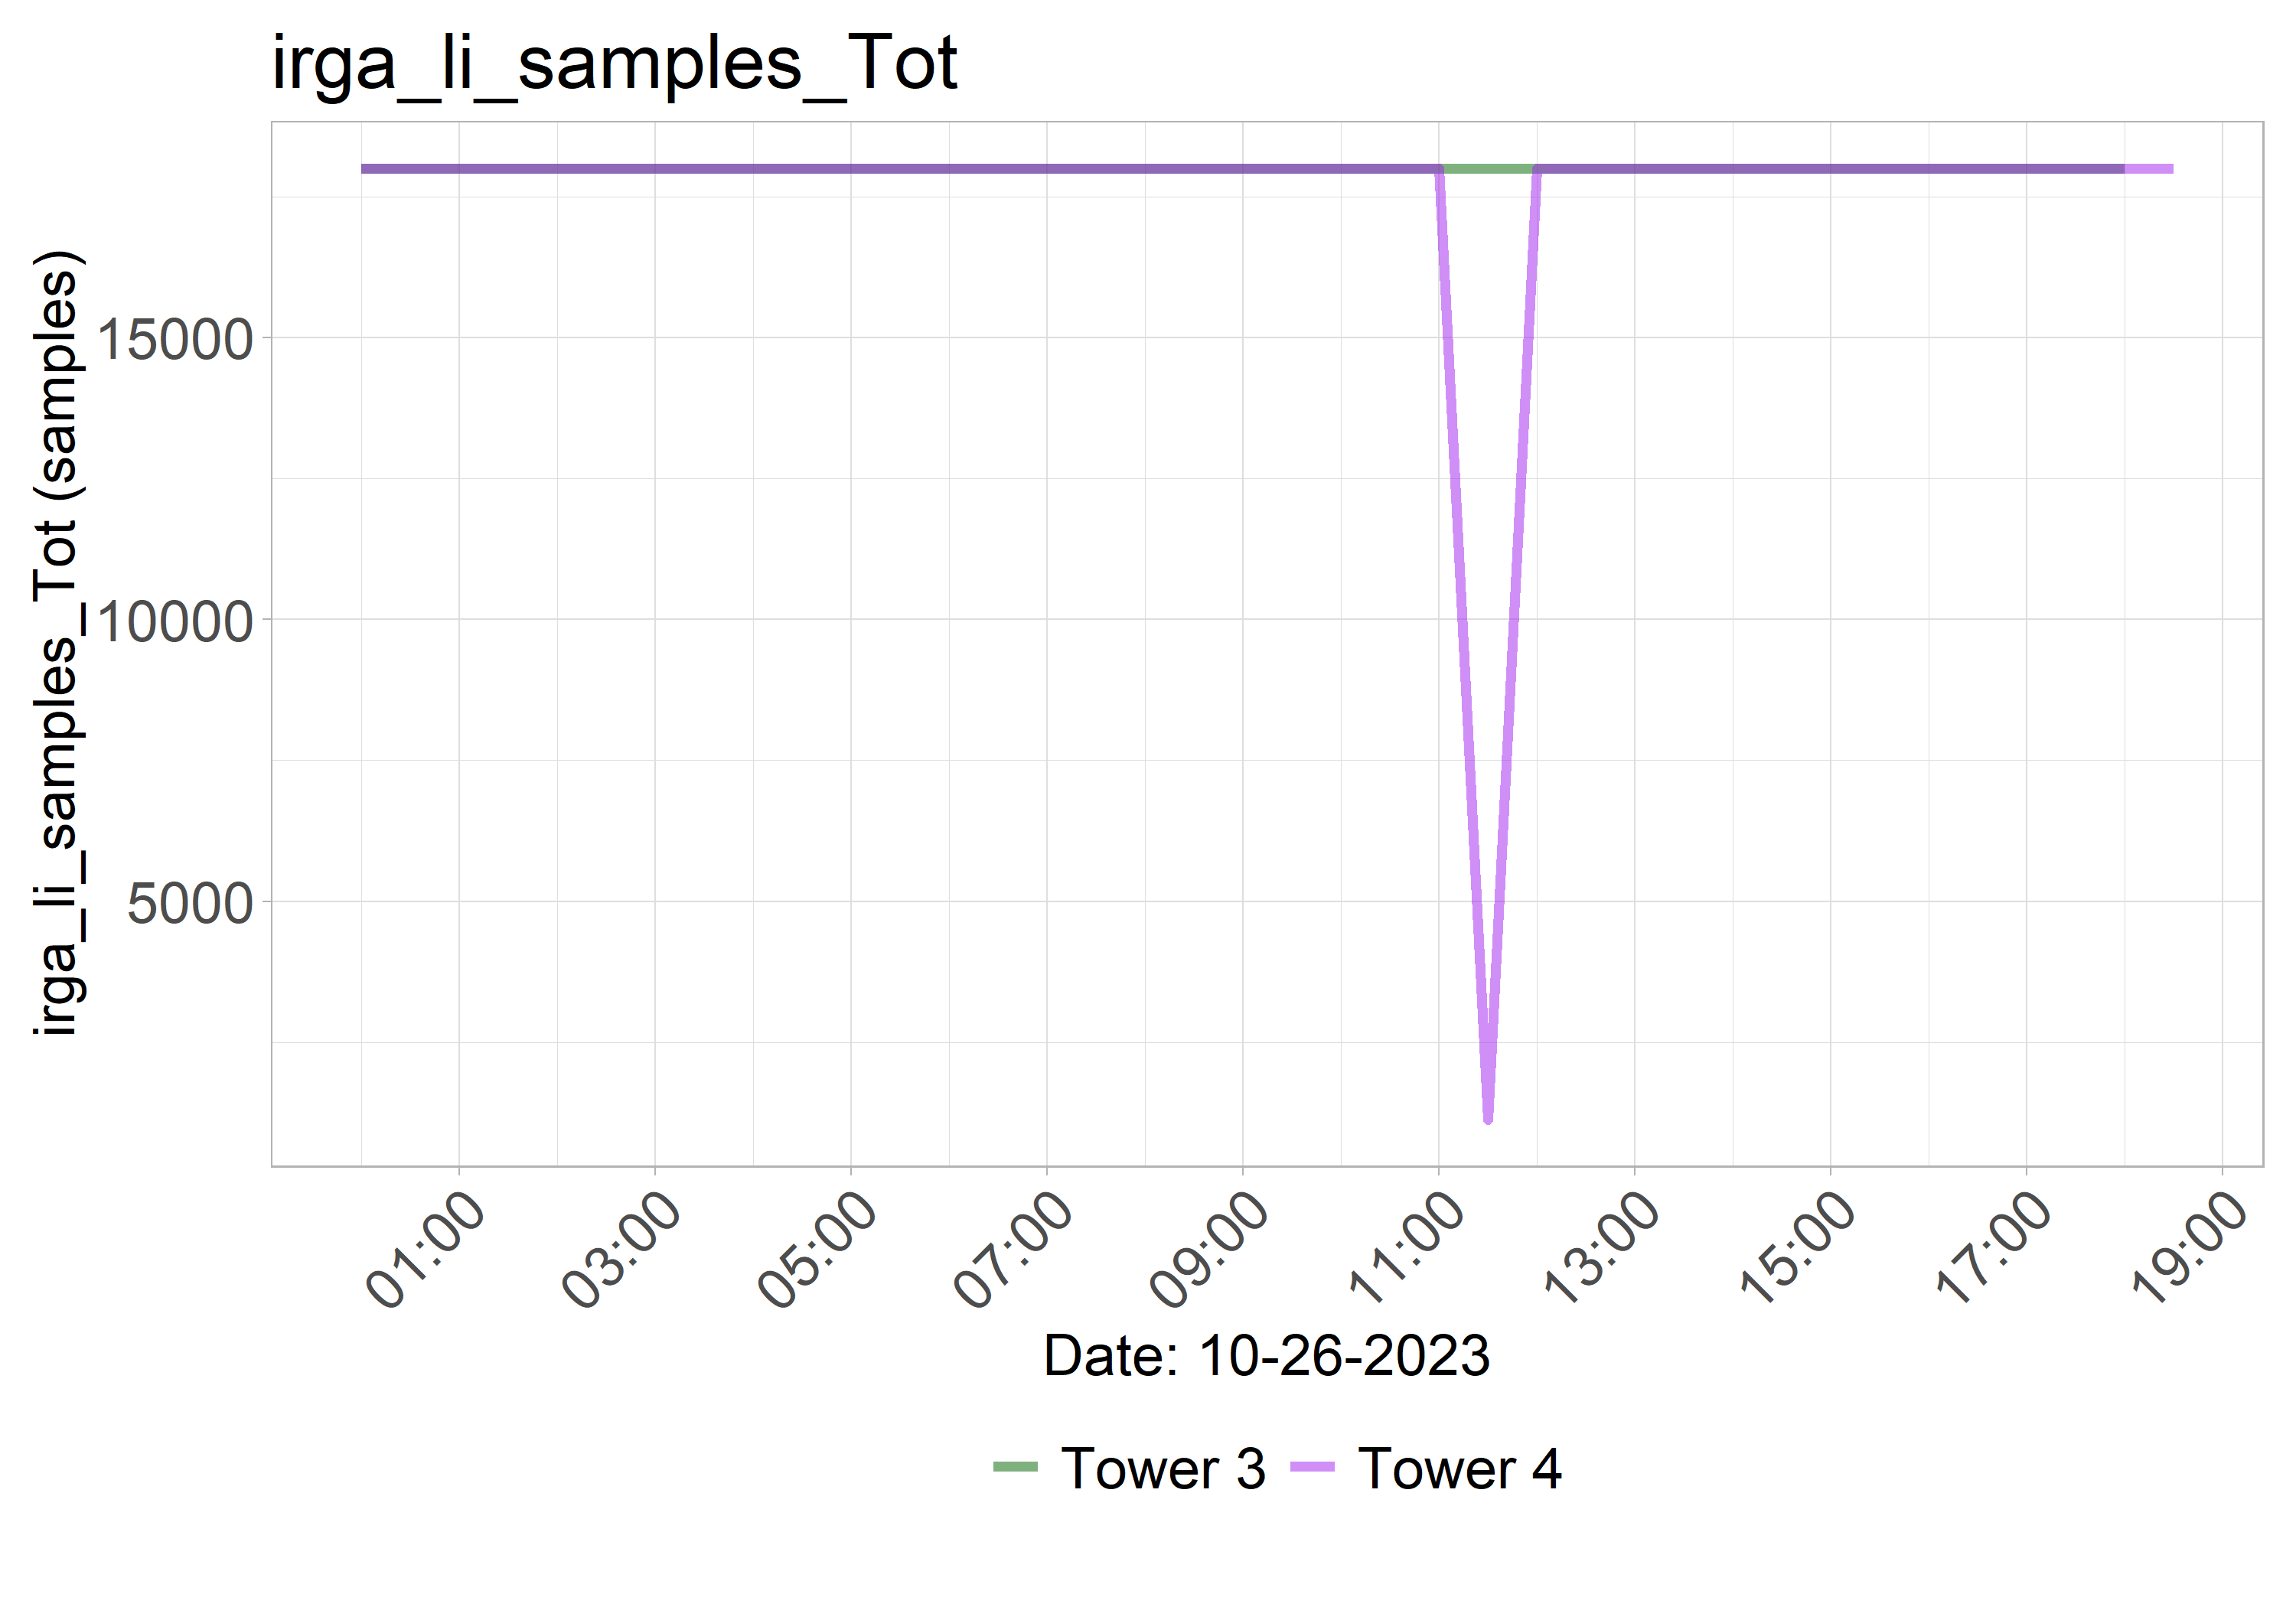 irga_li_samples_Tot
irga_li_samples_Tot (samples)
15000
10000
5000
01:00
03:00
05:00
07:00
09:00
11:00
13:00
15:00
17:00
19:00
Date: 10-26-2023
Tower 3
Tower 4